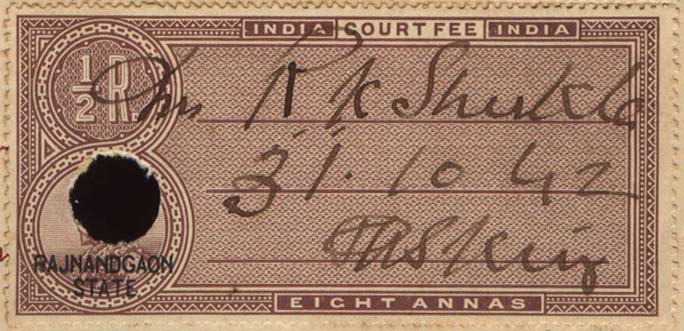 INDIA COURT FEE INDIA
1/2 R.
R K Shukla
31.10.42
RAJNANDGAON
STATE
EIGHT ANNAS